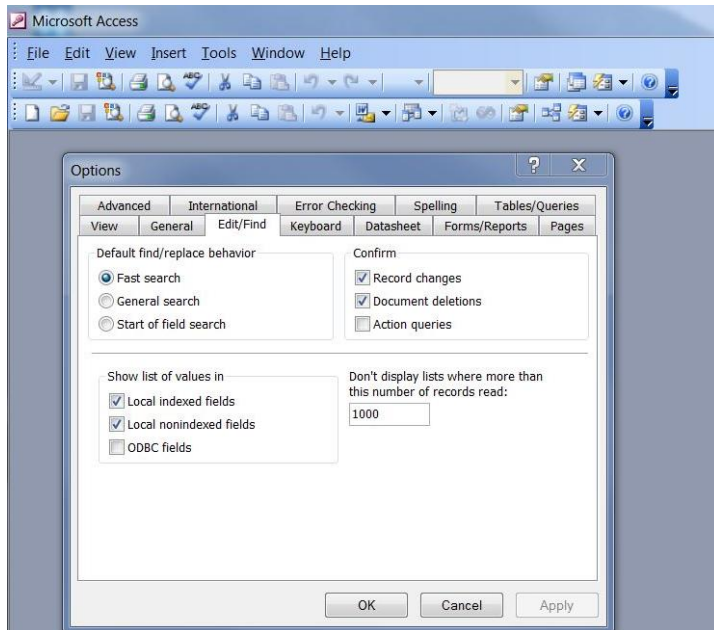 Microsoft Access
File Edit View Insert Tools Window Help
Options
Advanced International Error Checking Spelling Tables/Queries
View General Edit/Find Keyboard Datasheet Forms/Reports Pages
Default find/replace behavior
Fast search
General search
Start of field search
Confirm
Record changes
Document deletions
Action queries
Show list of values in
Local indexed fields
Local nonindexed fields
ODBC fields
Don't display lists where more than
this number of records read:
1000
OK Cancel Apply